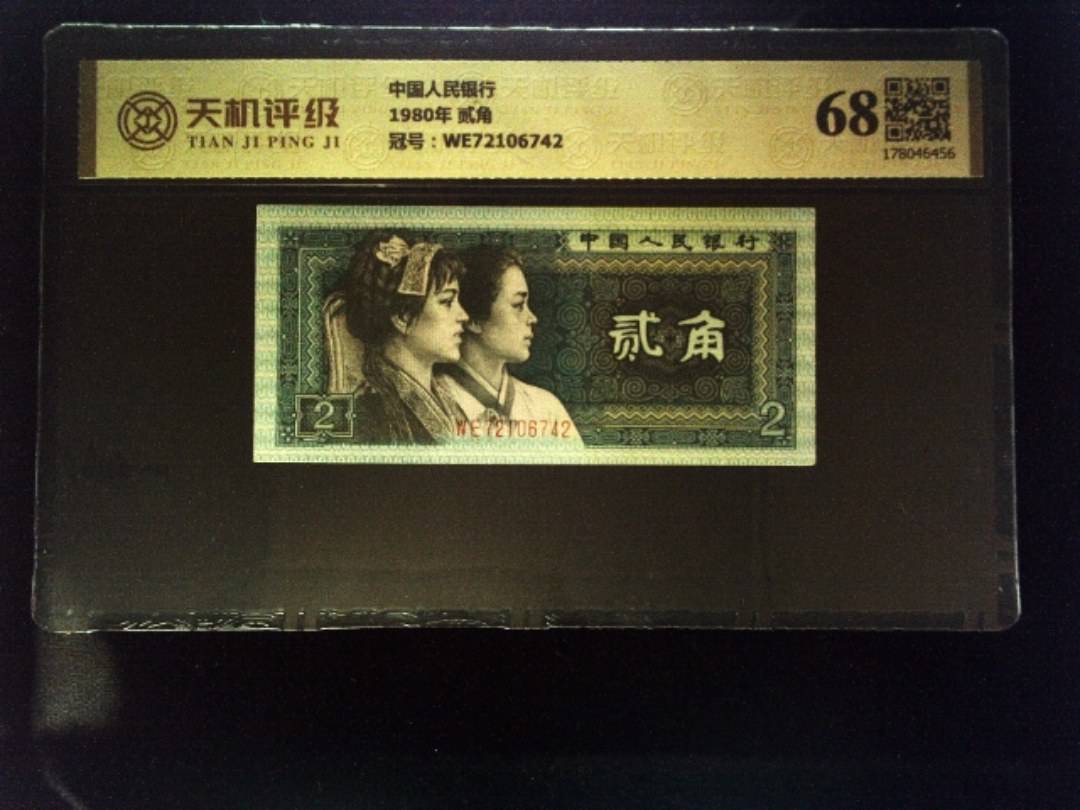 天机评级
TIAN JI PING JI
中国人民银行
1980年 贰角
冠号：WE72106742
68
178046456
中国人民银行
贰角
2
WE72106742
2